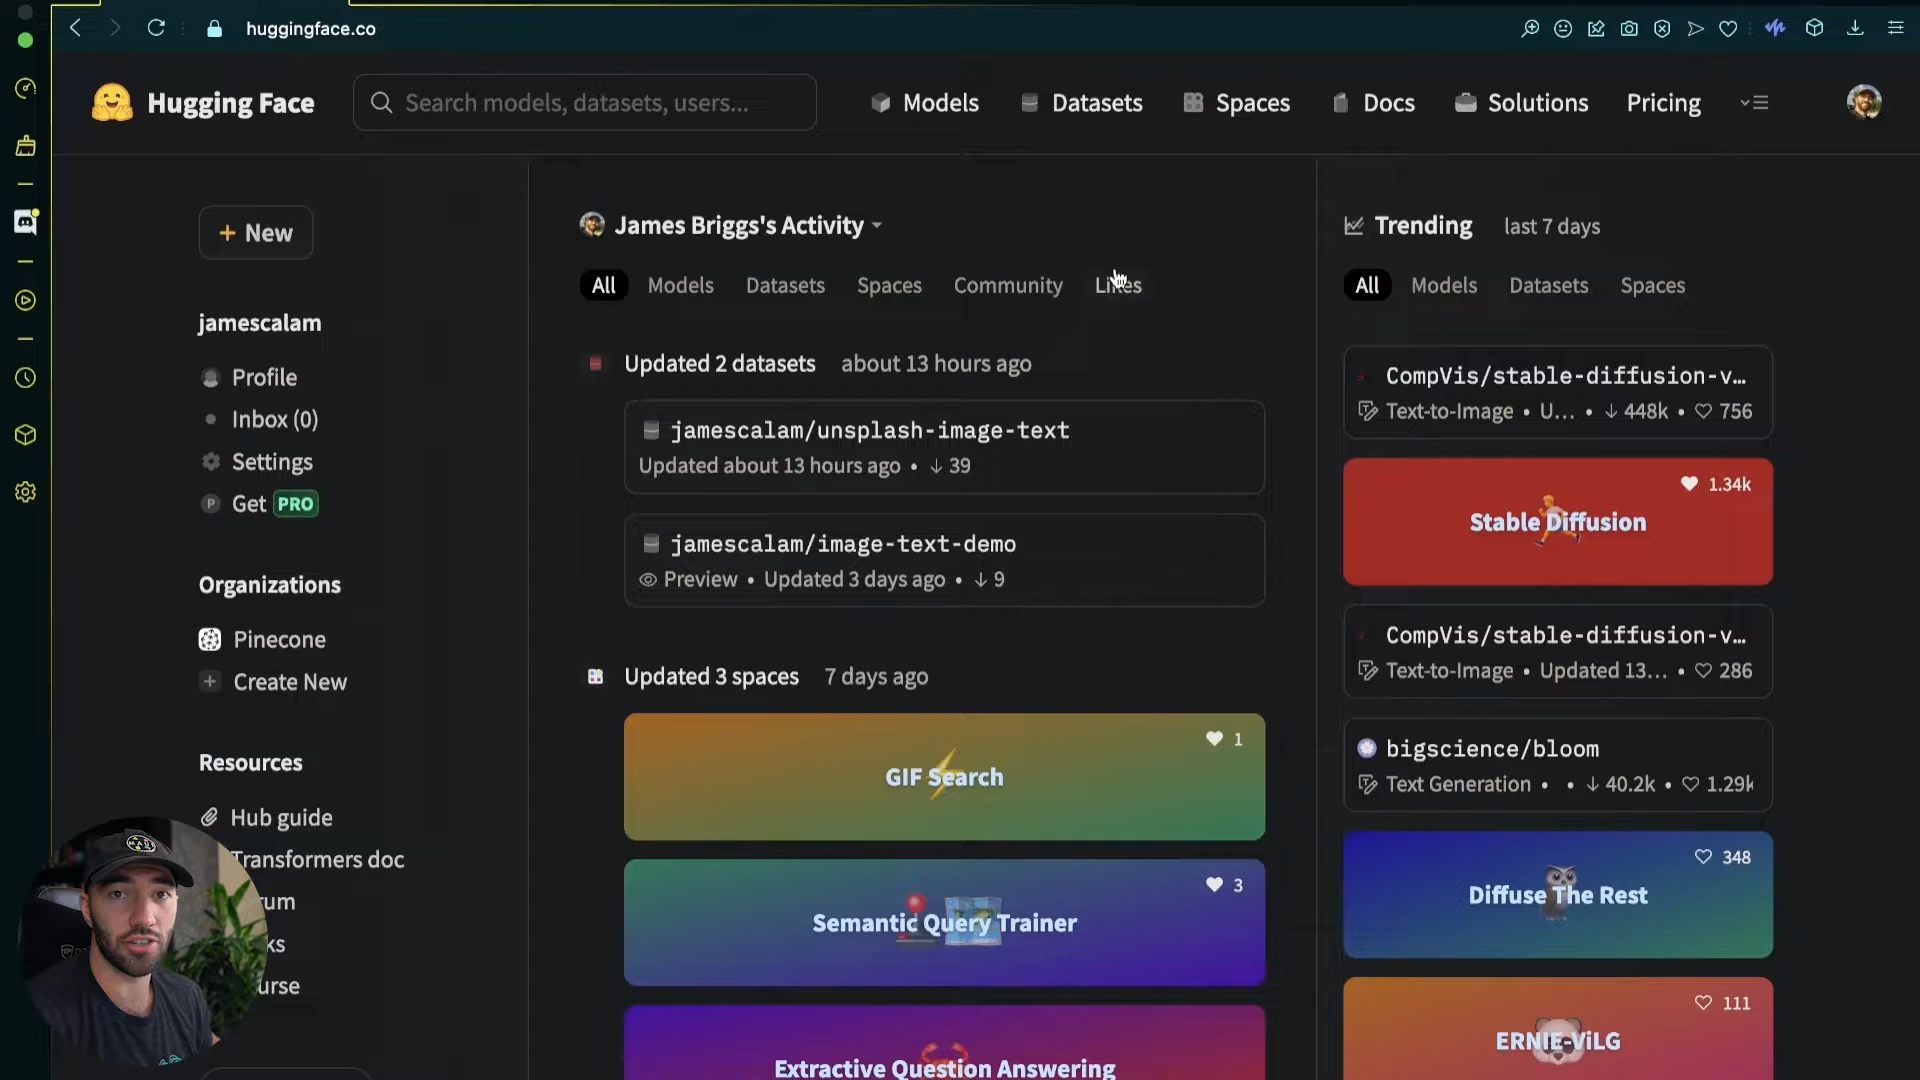 huggingface.co
Hugging Face
Search models, datasets, users...
Models
Datasets
Spaces
Docs
Solutions
Pricing
+ New
jamescalam
Profile
Inbox (0)
Settings
Get PRO
Organizations
Pinecone
Create New
Resources
Hub guide
Transformers doc
rum
ks
urse
James Briggs's Activity
All Models Datasets Spaces Community Likes
Updated 2 datasets about 13 hours ago
jamescalam/unsplash-image-text
Updated about 13 hours ago • ↓ 39
jamescalam/image-text-demo
Preview • Updated 3 days ago • ↓ 9
Updated 3 spaces 7 days ago
1
GIF Search
3
Semantic Query Trainer
Extractive Question Answering
Trending last 7 days
All Models Datasets Spaces
CompVis/stable-diffusion-v…
Text-to-Image • U… • ↓ 448k • ♡ 756
1.34k
Stable Diffusion
CompVis/stable-diffusion-v…
Text-to-Image • Updated 13… • ♡ 286
bigscience/bloom
Text Generation • • ↓ 40.2k • ♡ 1.29k
348
Diffuse The Rest
111
ERNIE-ViLG